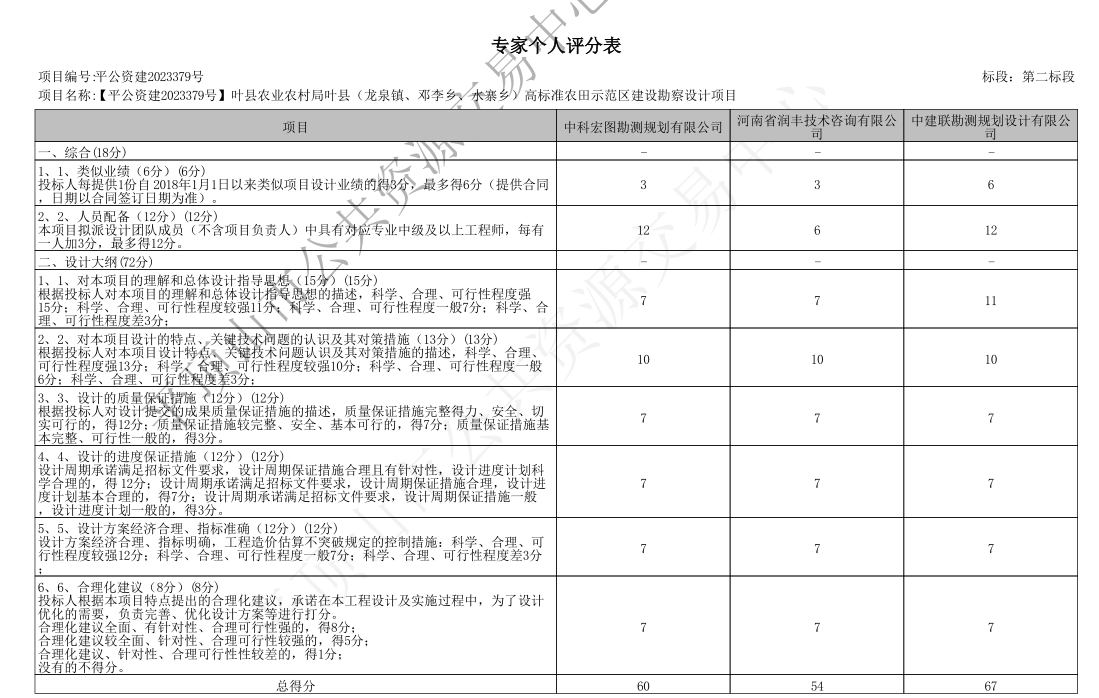 专家个人评分表
项目编号:平公资建2023379号 标段: 第二标段
项目名称:【平公资建2023379号】叶县农业农村局叶县（龙泉镇、邓李乡、水寨乡）高标准农田示范区建设勘察设计项目
项目 中科宏图勘测规划有限公司 河南省润丰技术咨询有限公司 中建联勘测规划设计有限公司
一、综合(18分) － － －
1、1、类似业绩（6分）(6分)
投标人每提供1份自 2018年1月1日以来类似项目设计业绩的得3分，最多得6分（提供合同
，日期以合同签订日期为准）。
3 3 6
2、2、人员配备（12分）(12分)
本项目拟派设计团队成员（不含项目负责人）中具有对应专业中级及以上工程师，每有
一人加3分，最多得12分。
12 6 12
二、设计大纲(72分) － － －
1、1、对本项目的理解和总体设计指导思想（15分）(15分)
根据投标人对本项目的理解和总体设计指导思想的描述，科学、合理、可行性程度强
15分；科学、合理、可行性程度较强11分；科学、合理、可行性程度一般7分；科学、合
理、可行性程度差3分；
7 7 11
2、2、对本项目设计的特点、关键技术问题的认识及其对策措施（13分）(13分)
根据投标人对本项目设计特点、关键技术问题认识及其对策措施的描述，科学、合理、
可行性程度强13分；科学、合理、可行性程度较强10分；科学、合理、可行性程度一般
6分；科学、合理、可行性程度差3分；
10 10 10
3、3、设计的质量保证措施（12分）(12分)
根据投标人对设计提交的成果质量保证措施的描述，质量保证措施完整得力、安全、切
实可行的，得12分；质量保证措施较完整、安全、基本可行的，得7分；质量保证措施基
本完整、可行性一般的，得3分。
7 7 7
4、4、设计的进度保证措施（12分）(12分)
设计周期承诺满足招标文件要求，设计周期保证措施合理且有针对性，设计进度计划科
学合理的，得 12分；设计周期承诺满足招标文件要求，设计周期保证措施合理，设计进
度计划基本合理的，得7分；设计周期承诺满足招标文件要求，设计周期保证措施一般
，设计进度计划一般的，得3分。
7 7 7
5、5、设计方案经济合理、指标准确（12分）(12分)
设计方案经济合理、指标明确，工程造价估算不突破规定的控制措施：科学、合理、可
行性程度较强12分；科学、合理、可行性程度一般7分；科学、合理、可行性程度差3分
；
7 7 7
6、6、合理化建议（8分）(8分)
投标人根据本项目特点提出的合理化建议，承诺在本工程设计及实施过程中，为了设计
优化的需要，负责完善、优化设计方案等进行打分。
合理化建议全面、有针对性、合理可行性强的，得8分；
合理化建议较全面、针对性、合理可行性较强的，得5分；
合理化建议、针对性、合理可行性性较差的，得1分；
没有的不得分。
7 7 7
总得分 60 54 67
平顶山市公共资源交易中心
平顶山市公共资源交易中心